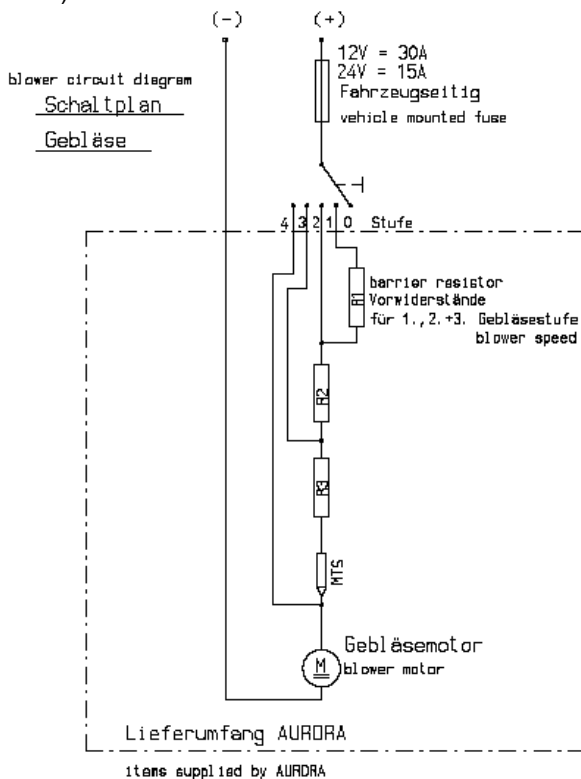 (-)
(+)
12V = 30A
24V = 15A
Fahrzeugseitig
vehicle mounted fuse
blower circuit diagram
Schaltplan
Gebläse
4 3 2 1 0 Stufe
R1
barrier resistor
Vorwiderstände
für 1.,2.+3. Gebläsestufe
blower speed
R2
R3
MTS
M
Gebläsemotor
blower motor
Lieferumfang AURORA
items supplied by AURORA